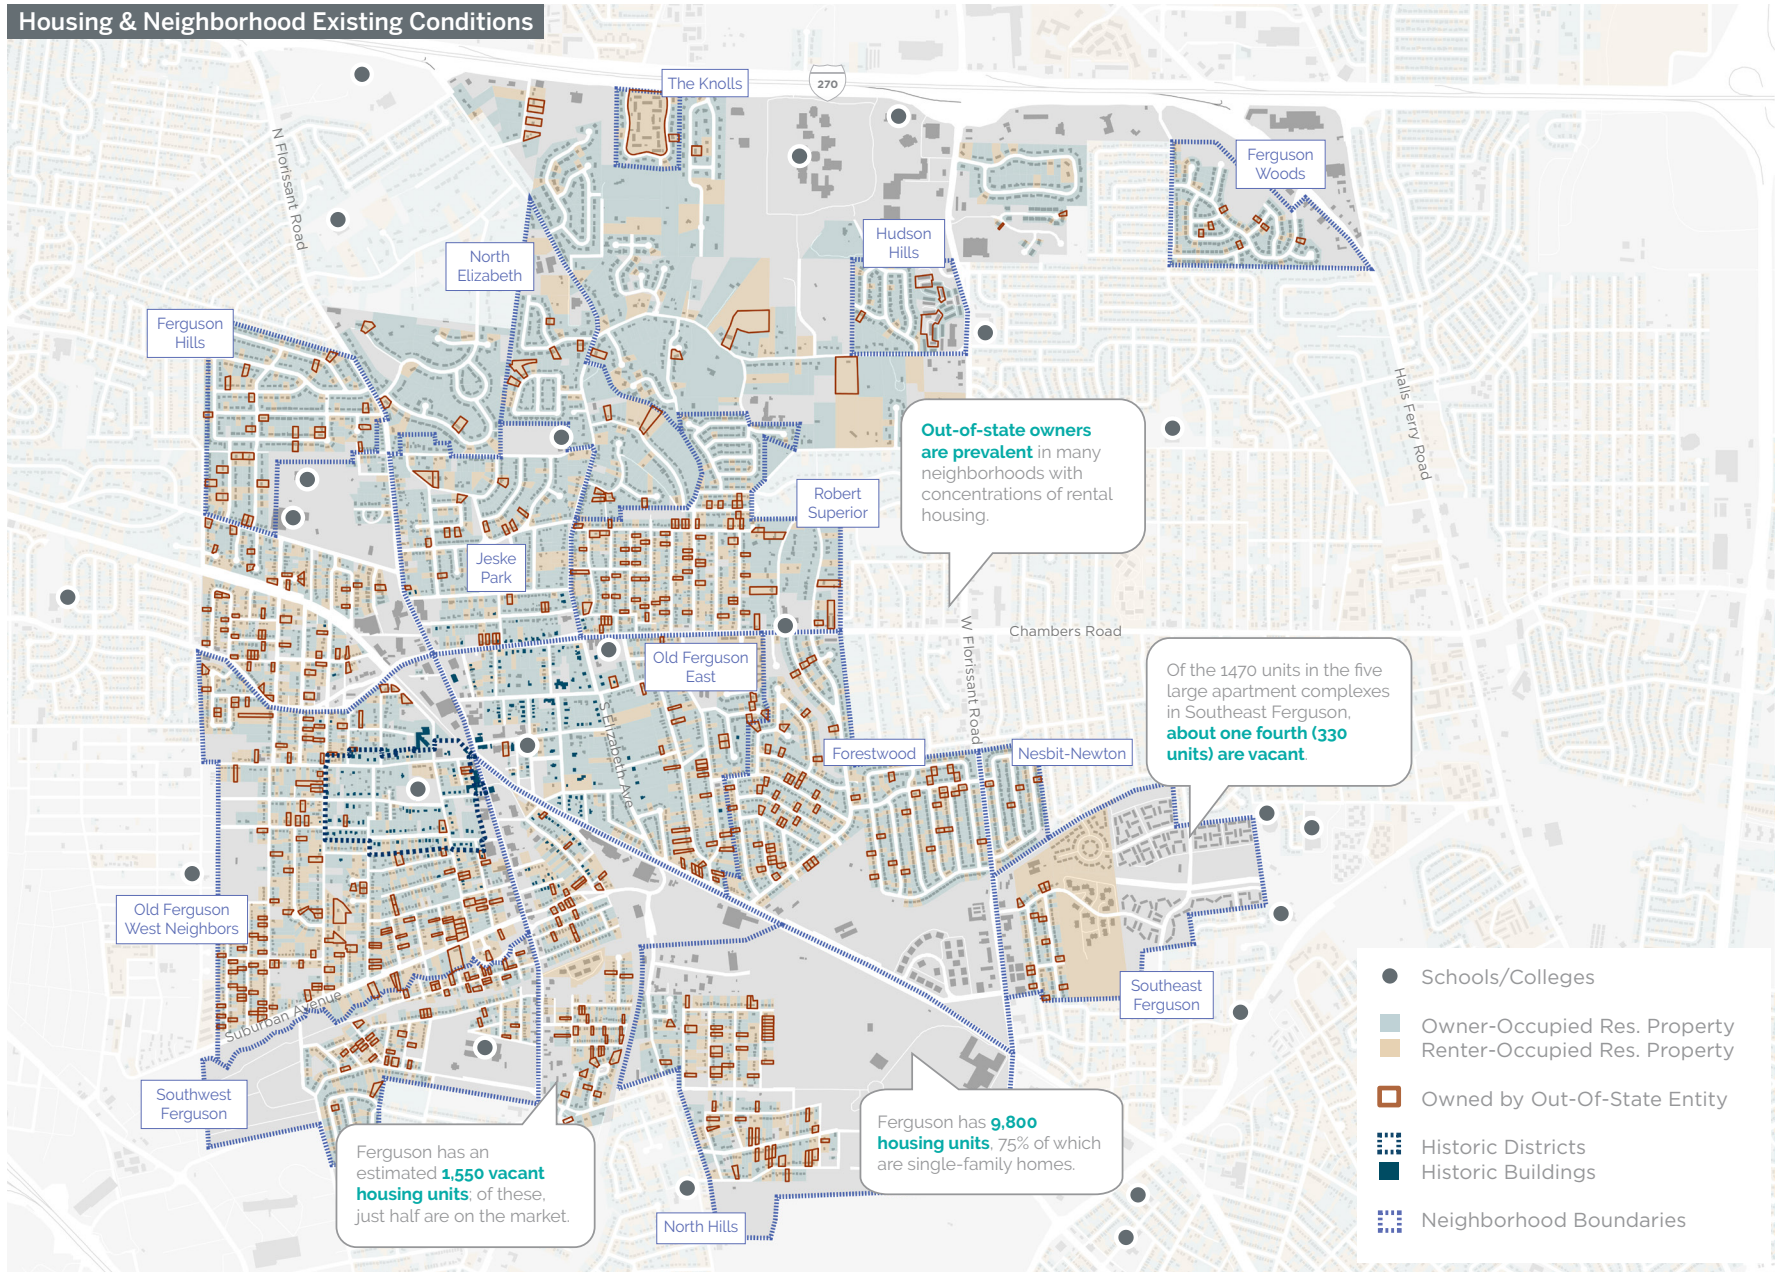 Housing & Neighborhood Existing Conditions
The Knolls
270
N Florissant Road
Ferguson
Woods
North
Elizabeth
Hudson
Hills
Ferguson
Hills
Halls Ferry Road
Out-of-state owners
are prevalent in many
neighborhoods with
concentrations of rental
housing.
Robert
Superior
Jeske
Park
Chambers Road
W Florissant Road
Old Ferguson
East
S Elizabeth Ave
Of the 1470 units in the five
large apartment complexes
in Southeast Ferguson,
about one fourth (330
units) are vacant.
Forestwood
Nesbit-Newton
Old Ferguson
West Neighbors
Suburban Avenue
Southeast
Ferguson
Southwest
Ferguson
Ferguson has an
estimated 1,550 vacant
housing units; of these,
just half are on the market.
Ferguson has 9,800
housing units, 75% of which
are single-family homes.
North Hills
Schools/Colleges
Owner-Occupied Res. Property
Renter-Occupied Res. Property
Owned by Out-Of-State Entity
Historic Districts
Historic Buildings
Neighborhood Boundaries